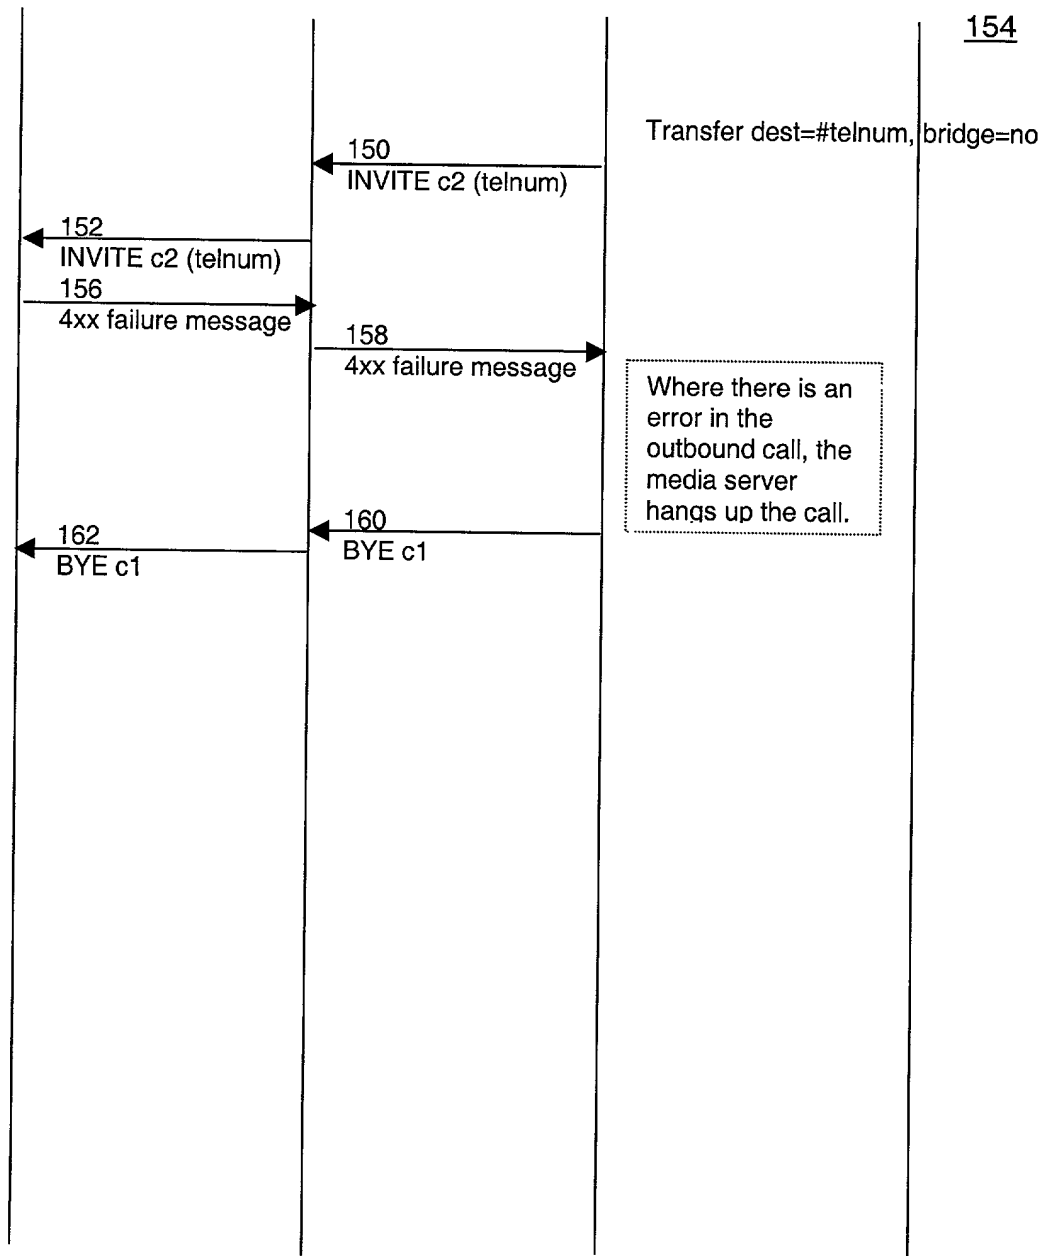 154
Transfer dest=#telnum, bridge=no
150
INVITE c2 (telnum)
152
INVITE c2 (telnum)
156
4xx failure message
158
4xx failure message
Where there is an
error in the
outbound call, the
media server
hangs up the call.
160
BYE c1
162
BYE c1